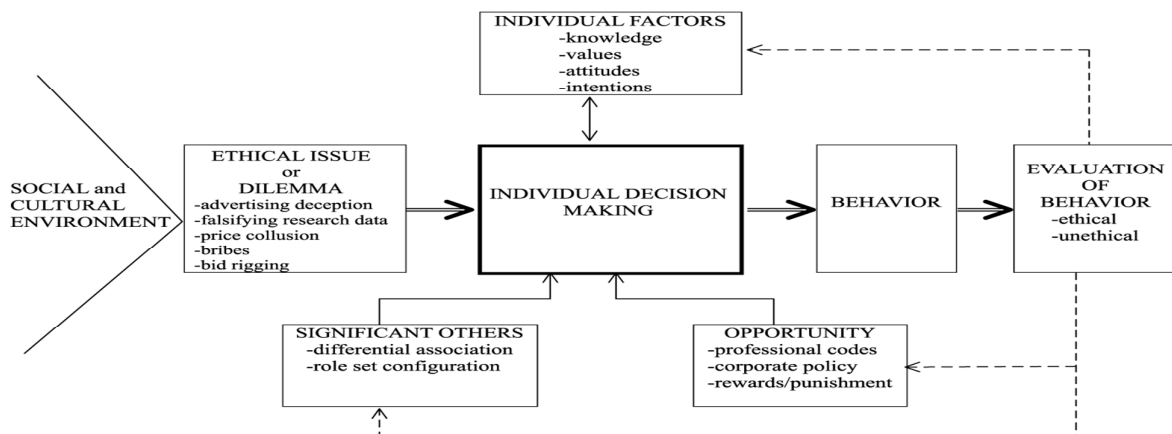 INDIVIDUAL FACTORS
-knowledge
-values
-attitudes
-intentions
SOCIAL and
CULTURAL
ENVIRONMENT
ETHICAL ISSUE
or
DILEMMA
-advertising deception
-falsifying research data
-price collusion
-bribes
-bid rigging
INDIVIDUAL DECISION
MAKING
BEHAVIOR
EVALUATION
OF
BEHAVIOR
-ethical
-unethical
SIGNIFICANT OTHERS
-differential association
-role set configuration
OPPORTUNITY
-professional codes
-corporate policy
-rewards/punishment